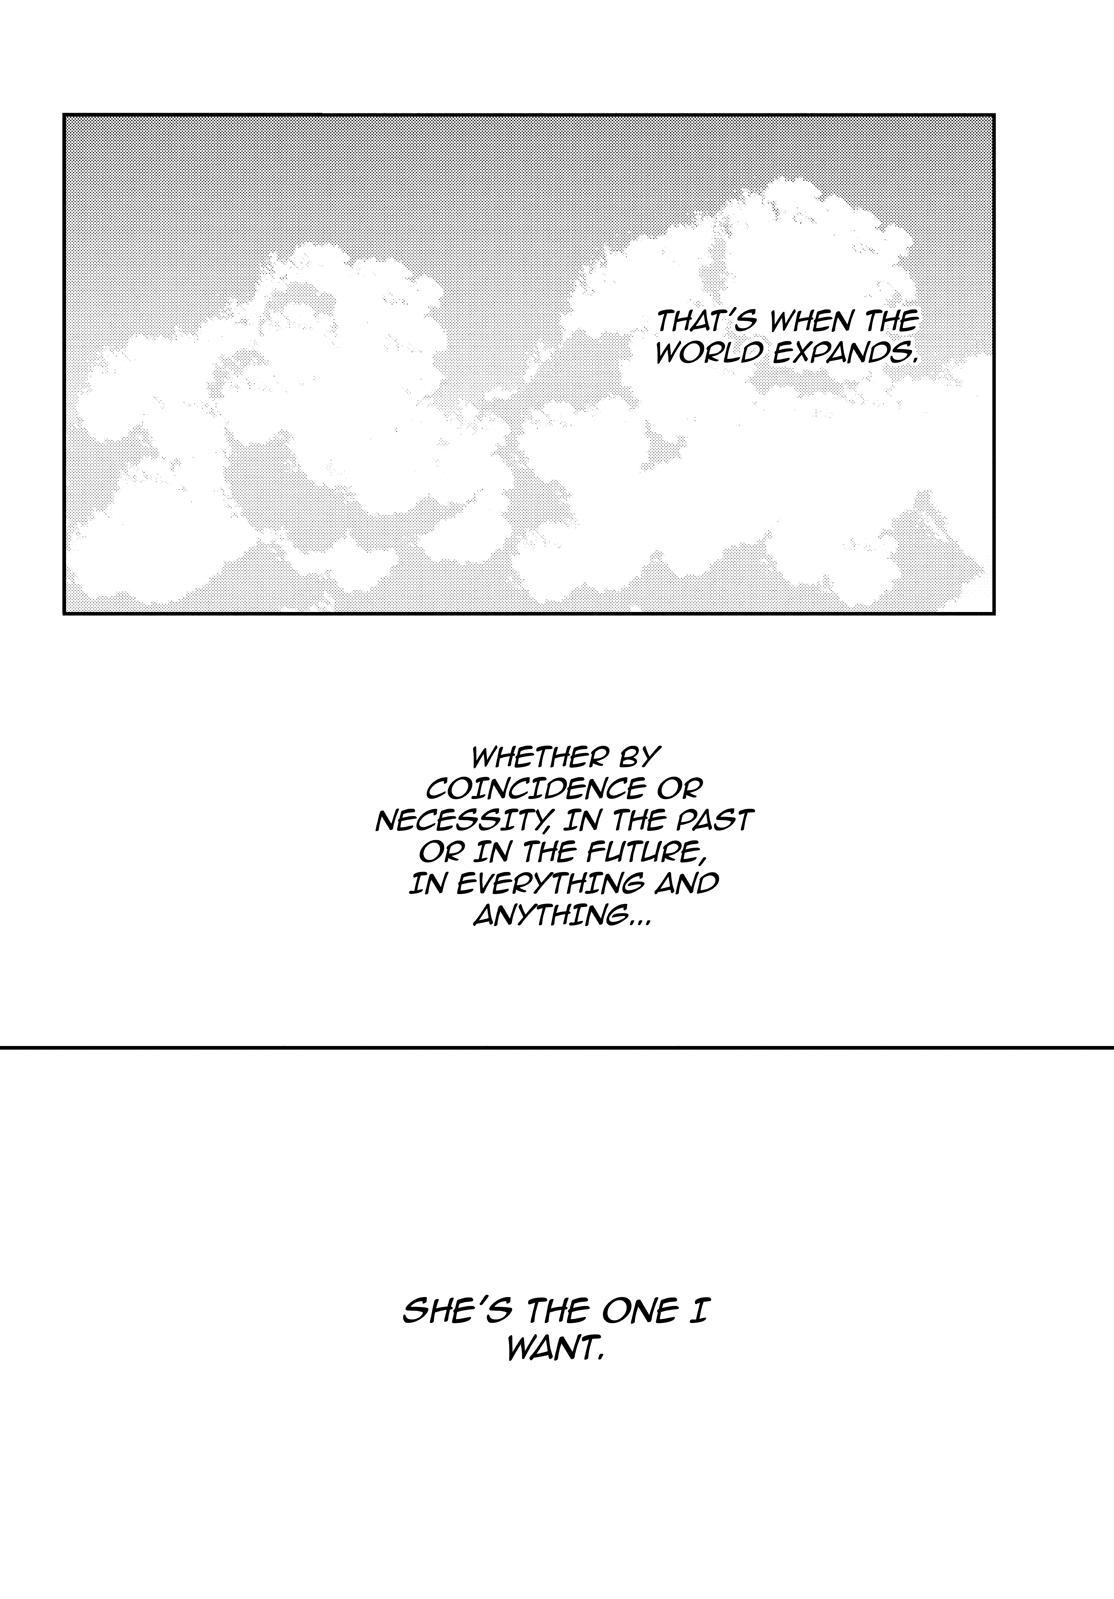 THAT'S WHEN THE
WORLD EXPANDS.
WHETHER BY
COINCIDENCE OR
NECESSITY, IN THE PAST
OR IN THE FUTURE,
IN EVERYTHING AND
ANYTHING...
SHE'S THE ONE I
WANT.